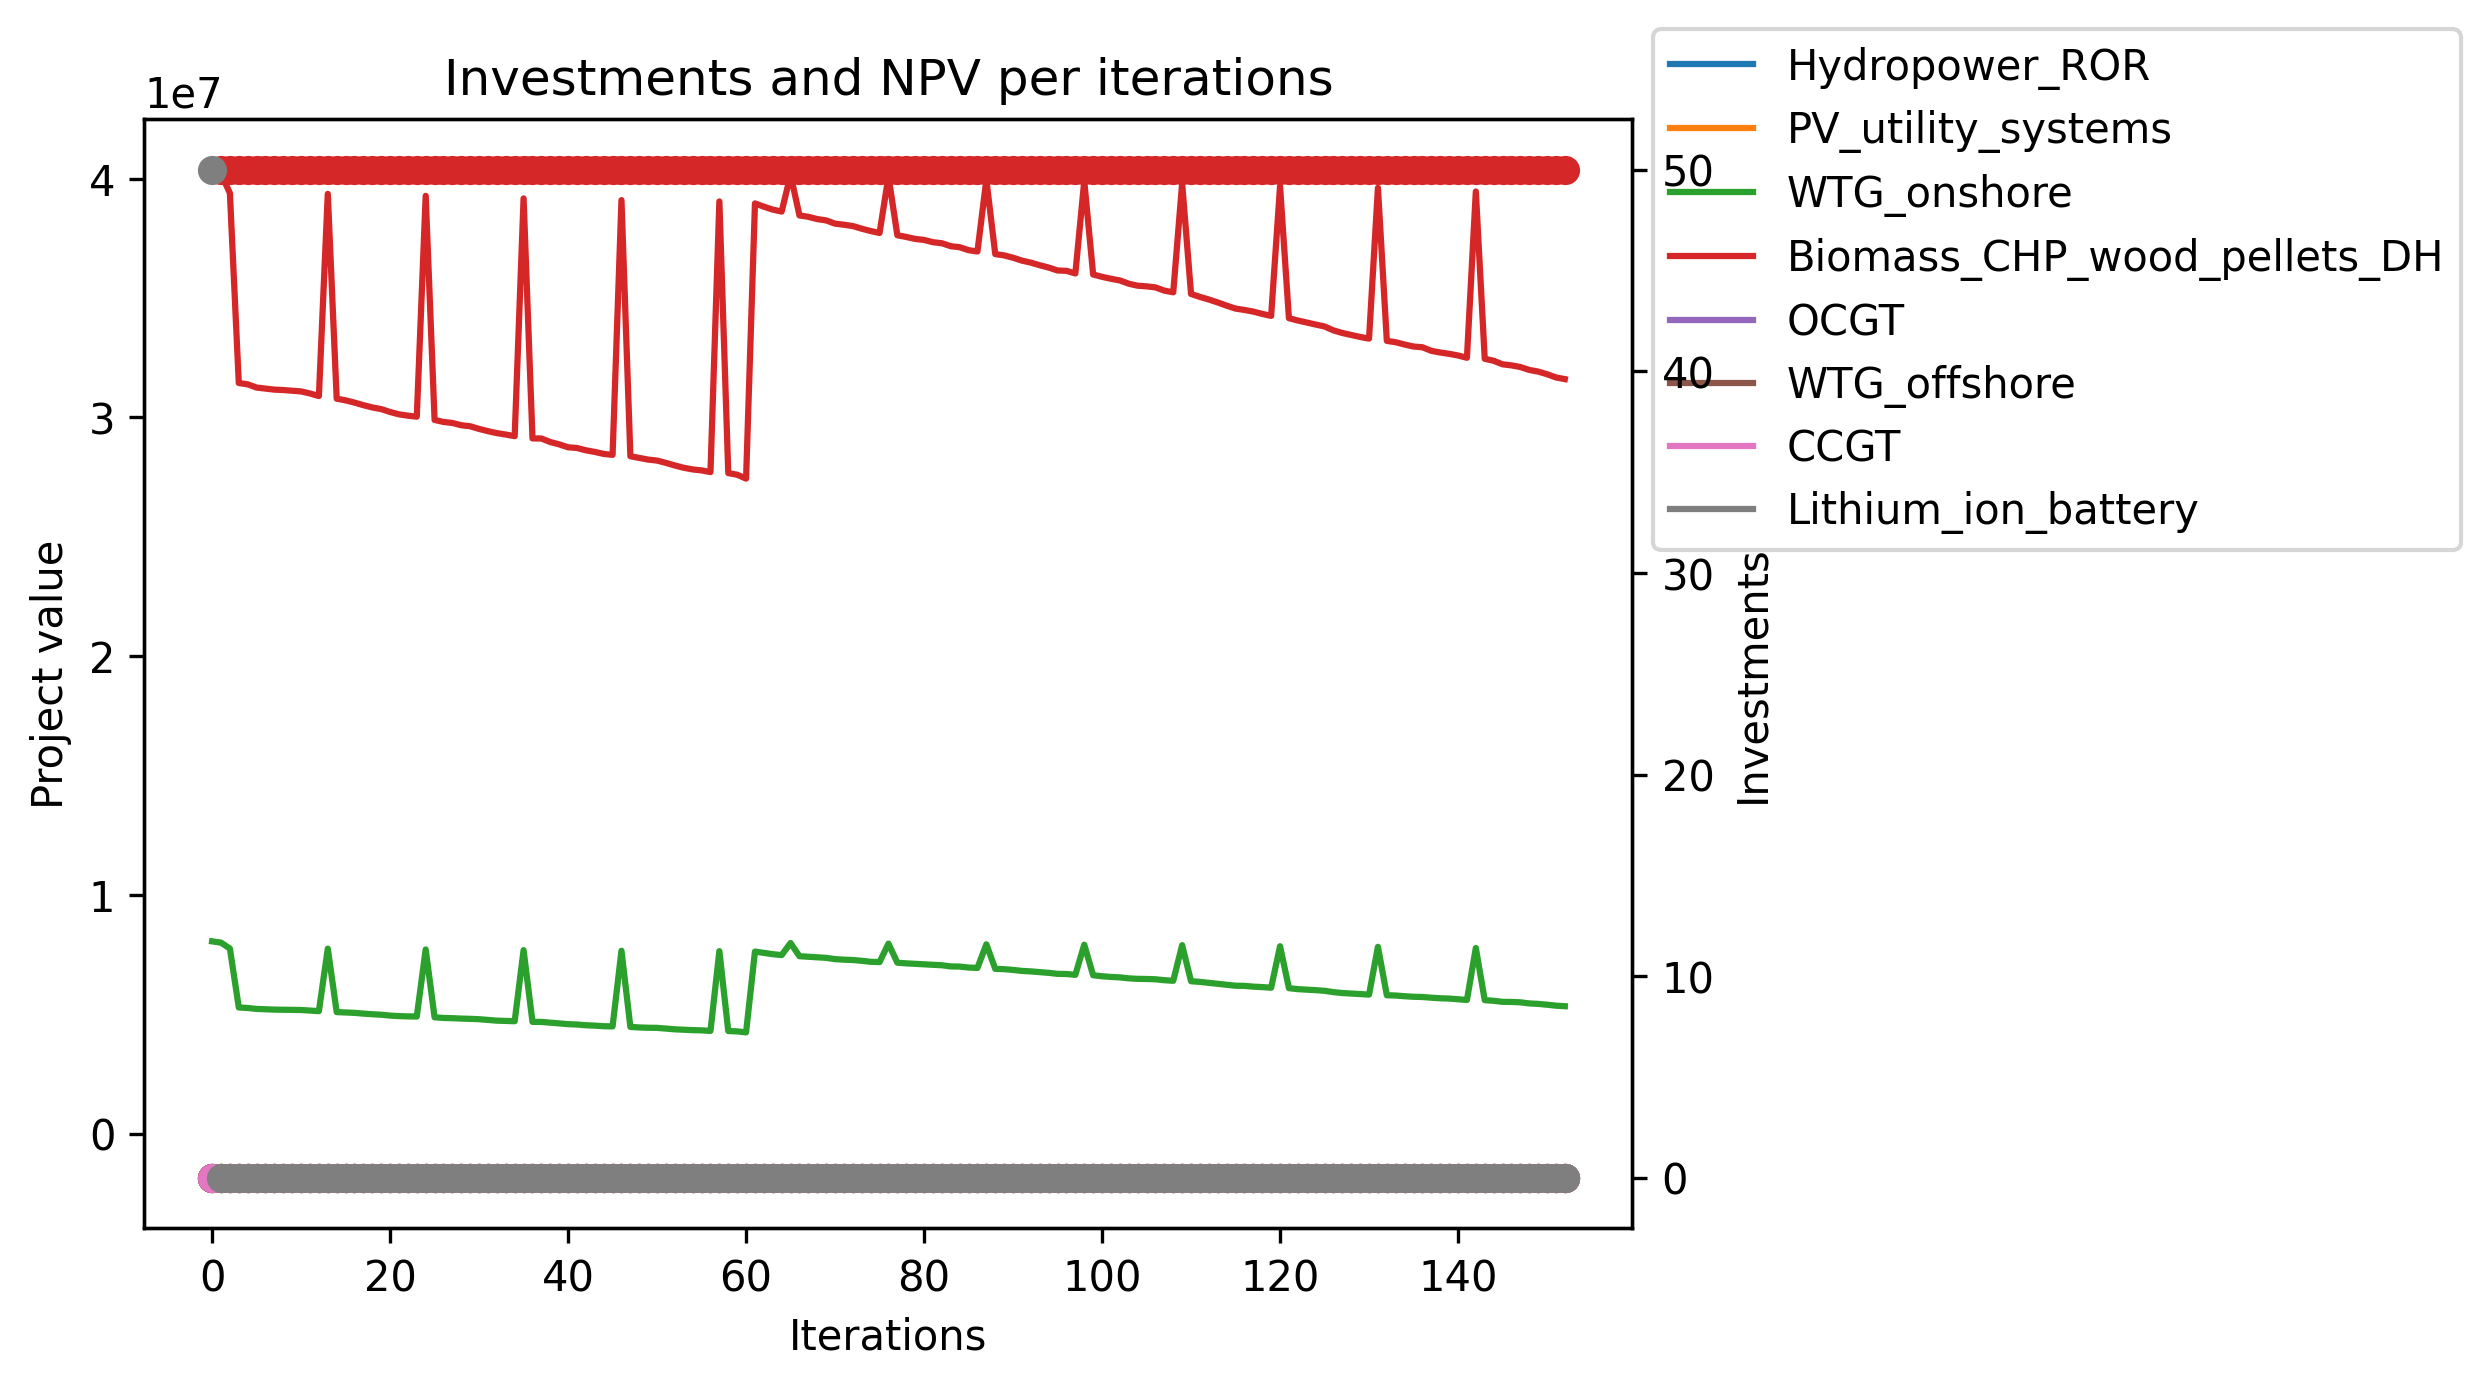 Investments and NPV per iterations
1e7
4
3
2
1
0
Project value
0 20 40 60 80 100 120 140
Iterations
50
40
30
20
10
0
Investments
Hydropower_ROR
PV_utility_systems
WTG_onshore
Biomass_CHP_wood_pellets_DH
OCGT
WTG_offshore
CCGT
Lithium_ion_battery